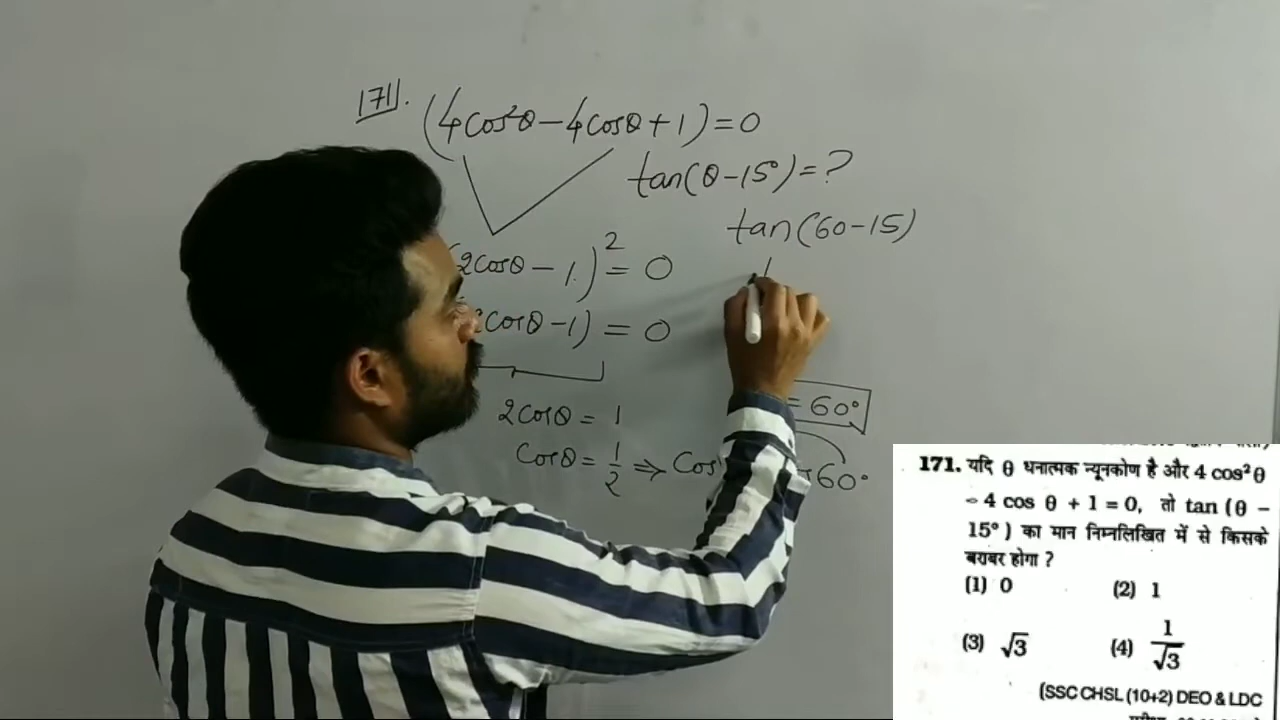 171.
(4cos²θ-4cosθ+1)=0
tan(θ-15°)=?
tan(60-15)
2cosθ-1)²=0
2cosθ-1)=0
2cosθ=1
=60°
cosθ=1/2⇒cos
60°
171. यदि θ धनात्मक न्यूनकोण है और 4 cos² θ
- 4 cos θ + 1 = 0, तो tan (θ –
15° ) का मान निम्नलिखित में से किसके
बराबर होगा ?
(1) 0 (2) 1
(3) √3 (4) 1/√3
(SSC CHSL (10+2) DEO & LDC